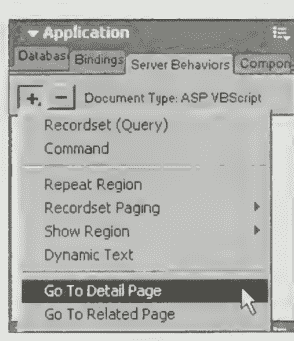 Application
Databas Bindings Server Behaviors Compon
Document Type: ASP VBScript
Recordset (Query)
Command
Repeat Region
Recordset Paging
Show Region
Dynamic Text
Go To Detail Page
Go To Related Page